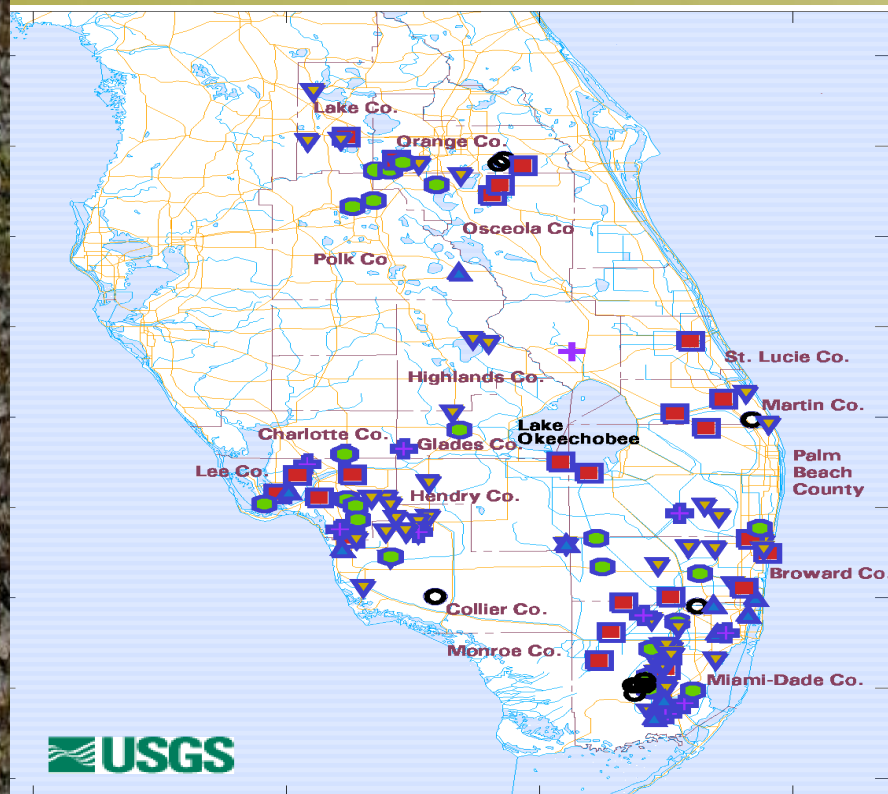 Lake Co.
Orange Co.
Osceola Co
Polk Co
St. Lucie Co.
Highlands Co.
Martin Co.
Lake
Okeechobee
Charlotte Co.
Glades Co.
Palm
Beach
County
Lee Co.
Hendry Co.
Broward Co.
Collier Co.
Monroe Co.
Miami-Dade Co.
USGS